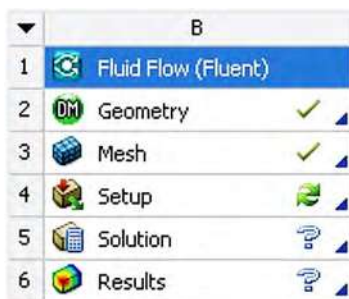 B
1 Fluid Flow (Fluent)
2 DM Geometry
3 Mesh
4 Setup
5 Solution ?
6 Results ?